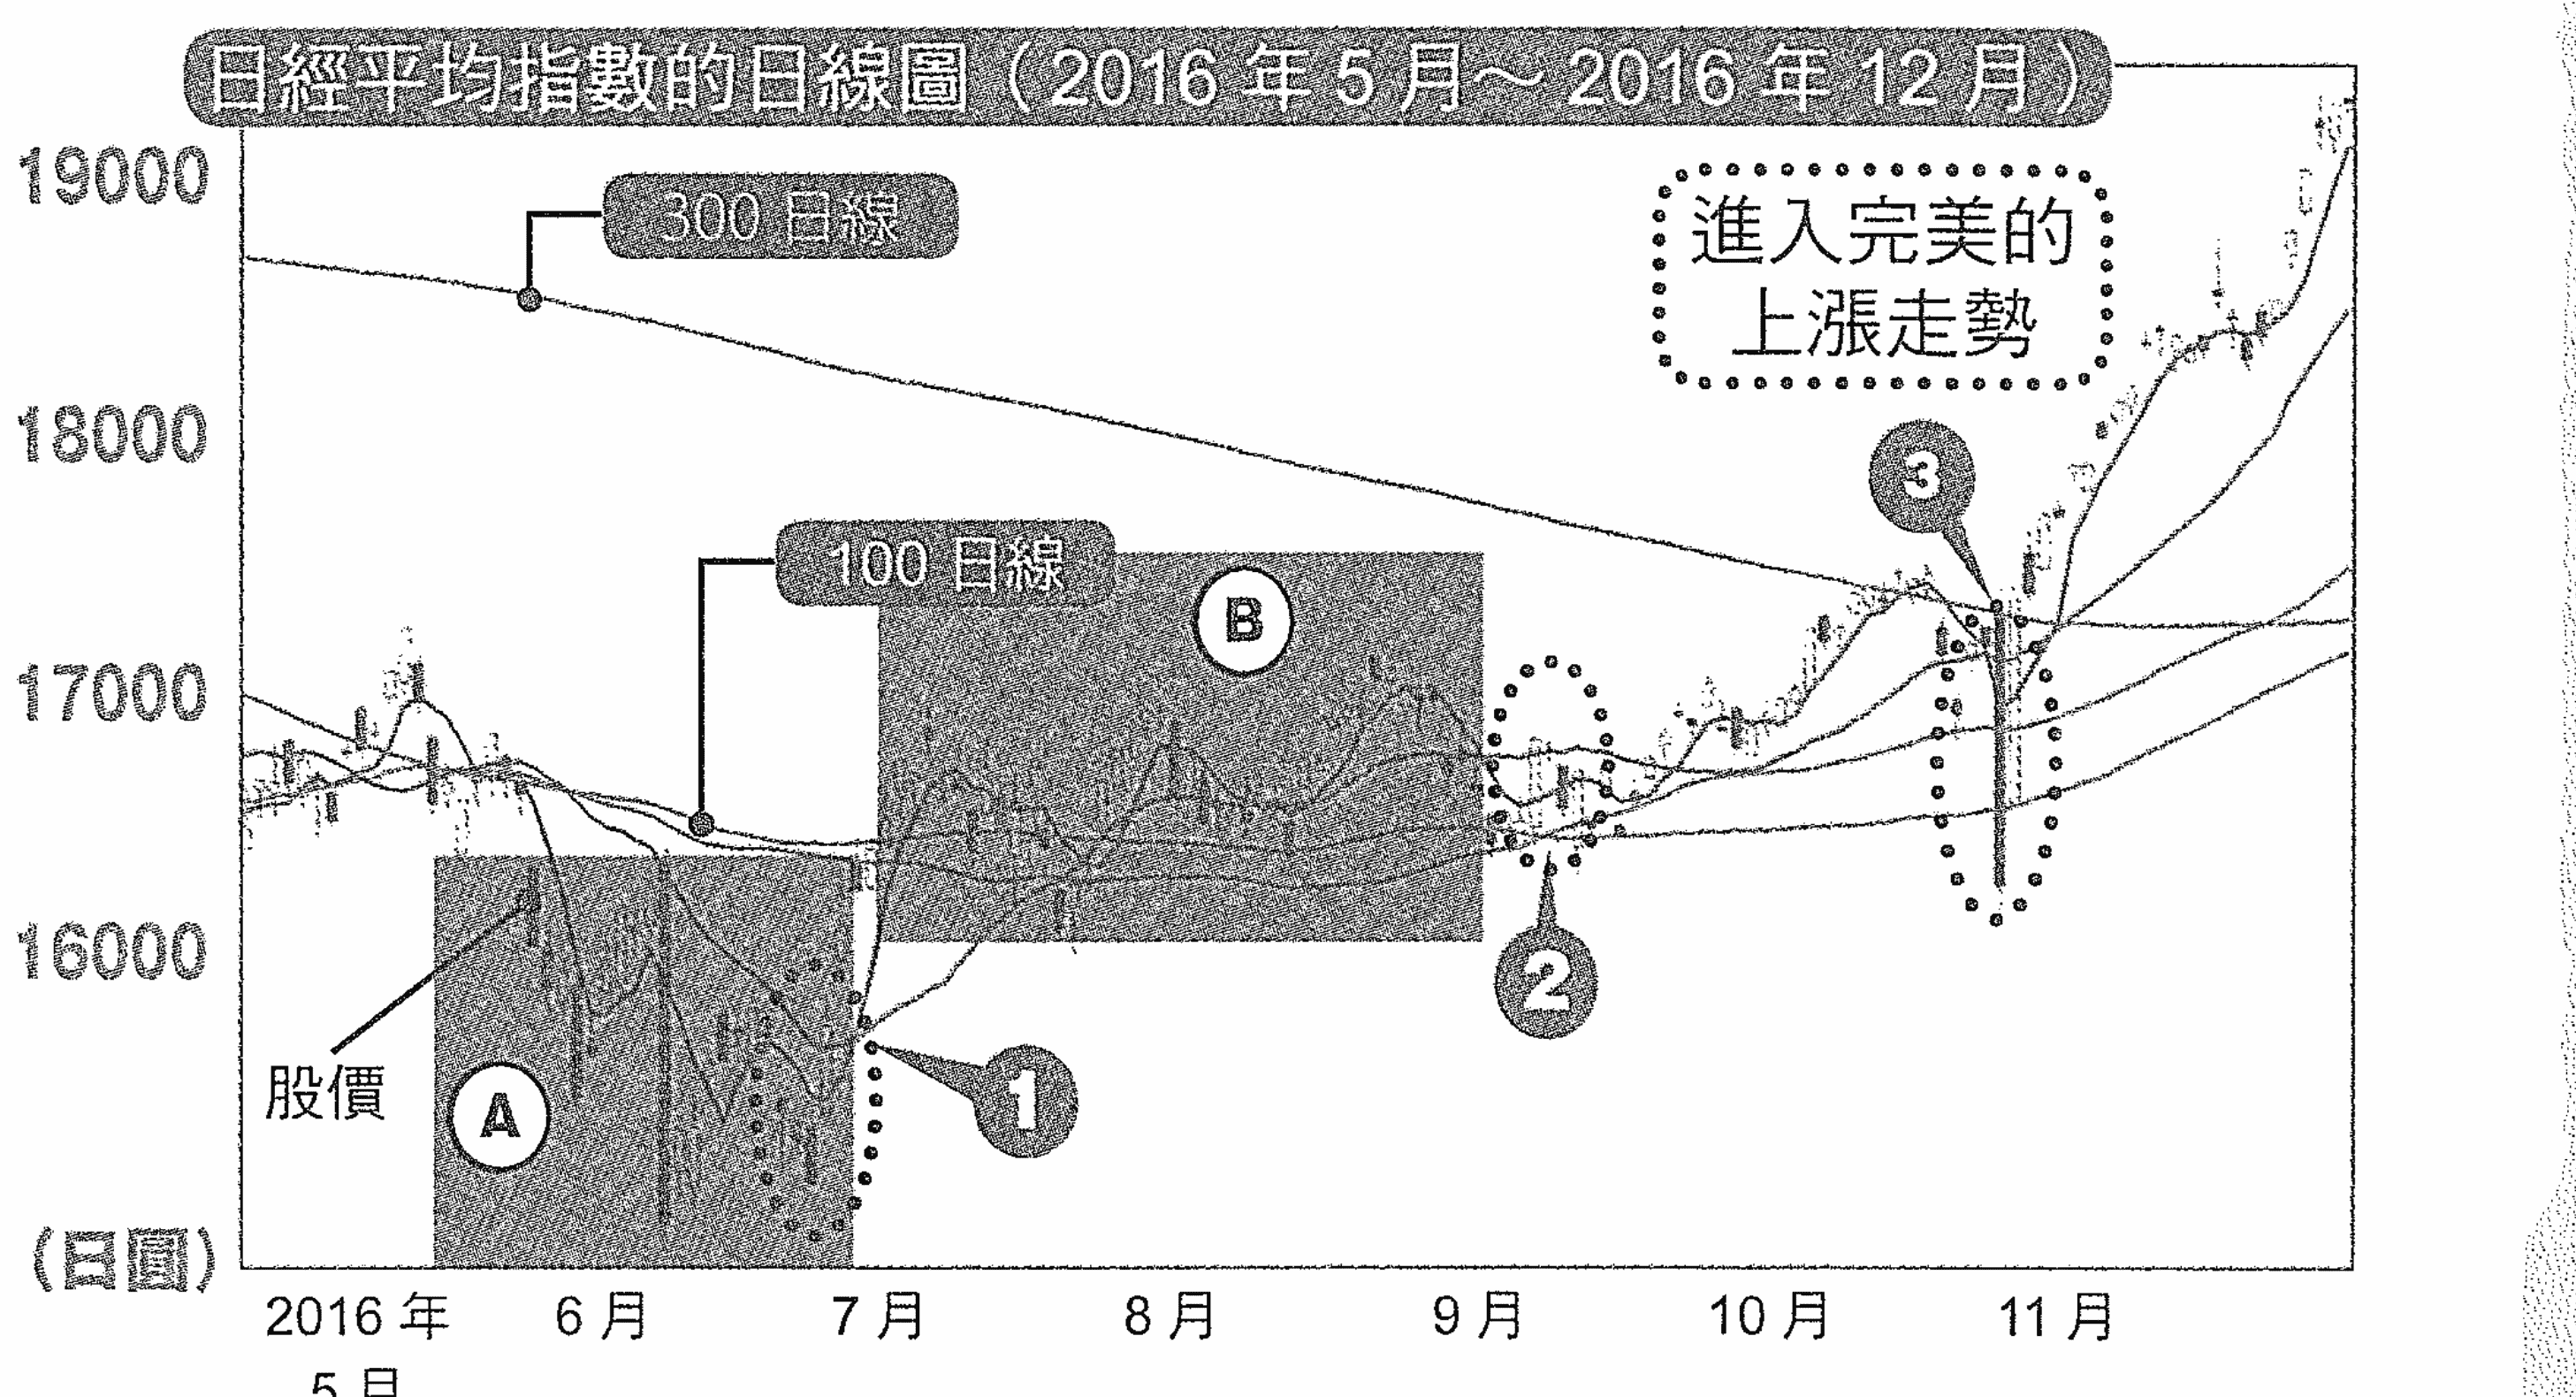 日經平均指數的日線圖（2016 年 5 月～ 2016 年 12 月）
19000
300 日線
進入完美的
上漲走勢
18000
3
100 日線
B
17000
16000
2
股價
A
1
（日圓）
2016 年
5 月
6 月
7 月
8 月
9 月
10 月
11 月